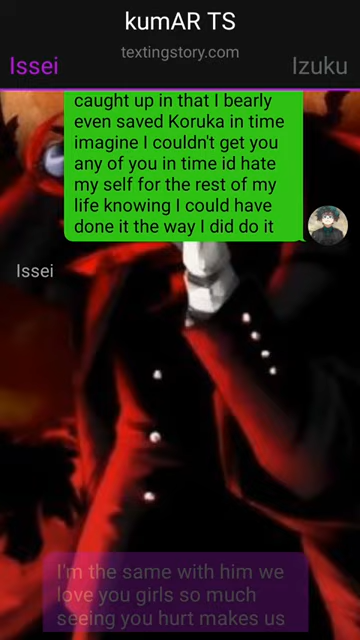 kumAR TS
textingstory.com
Issei
Izuku
caught up in that I bearly
even saved Koruka in time
imagine I couldn't get you
any of you in time id hate
my self for the rest of my
life knowing I could have
done it the way I did do it
Issei
I'm the same with him we
love you girls so much
seeing you hurt makes us